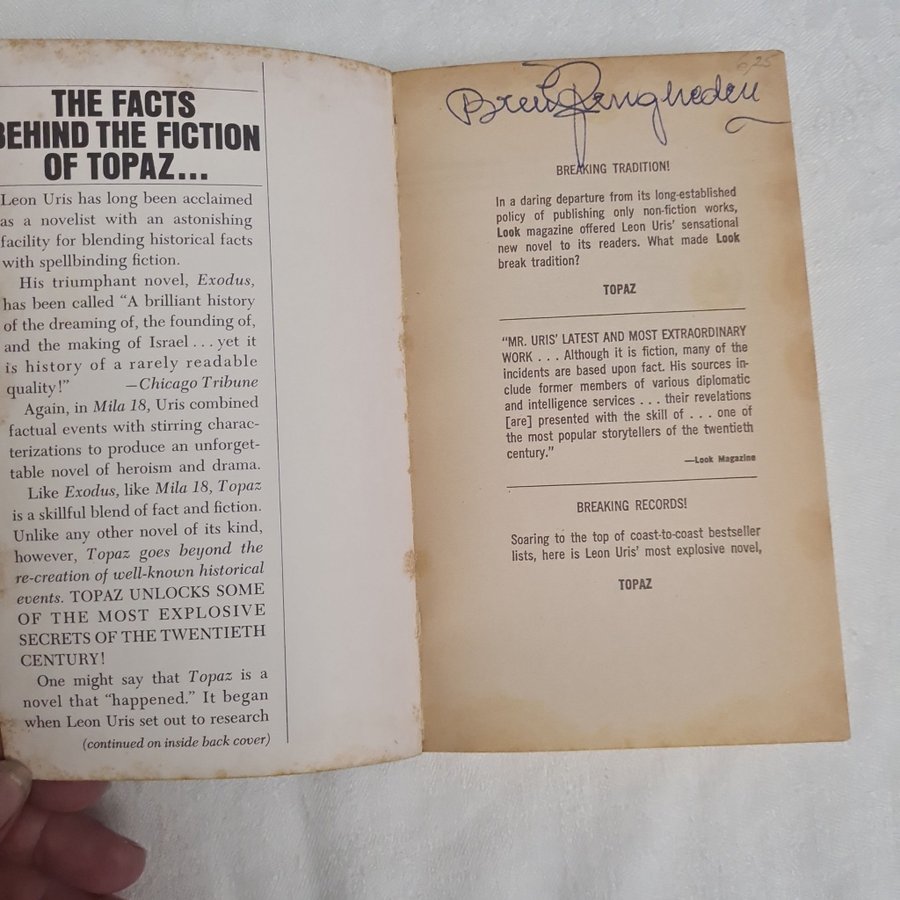 THE FACTS
BEHIND THE FICTION
OF TOPAZ...
Leon Uris has long been acclaimed
as a novelist with an astonishing
facility for blending historical facts
with spellbinding fiction.
His triumphant novel, Exodus,
has been called “A brilliant history
of the dreaming of, the founding of,
and the making of Israel . . . yet it
is history of a rarely readable
quality!” —Chicago Tribune
Again, in Mila 18, Uris combined
factual events with stirring charac-
terizations to produce an unforget-
table novel of heroism and drama.
Like Exodus, like Mila 18, Topaz
is a skillful blend of fact and fiction.
Unlike any other novel of its kind,
however, Topaz goes beyond the
re-creation of well-known historical
events. TOPAZ UNLOCKS SOME
OF THE MOST EXPLOSIVE
SECRETS OF THE TWENTIETH
CENTURY!
One might say that Topaz is a
novel that “happened.” It began
when Leon Uris set out to research
(continued on inside back cover)
BREAKING TRADITION!
In a daring departure from its long-established
policy of publishing only non-fiction works,
Look magazine offered Leon Uris’ sensational
new novel to its readers. What made Look
break tradition?
TOPAZ
“MR. URIS’ LATEST AND MOST EXTRAORDINARY
WORK . . . Although it is fiction, many of the
incidents are based upon fact. His sources in-
clude former members of various diplomatic
and intelligence services . . . their revelations
[are] presented with the skill of . . . one of
the most popular storytellers of the twentieth
century.”
—Look Magazine
BREAKING RECORDS!
Soaring to the top of coast-to-coast bestseller
lists, here is Leon Uris’ most explosive novel,
TOPAZ